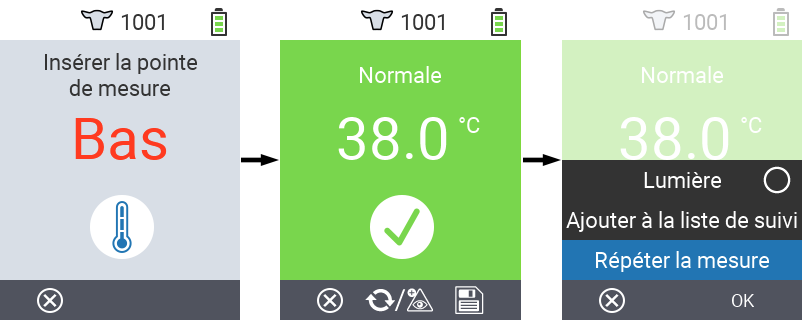 1001
Insérer la pointe
de mesure
Bas
1001
Normale
38.0 °C
1001
Normale
38.0 °C
Lumière
Ajouter à la liste de suivi
Répéter la mesure
OK